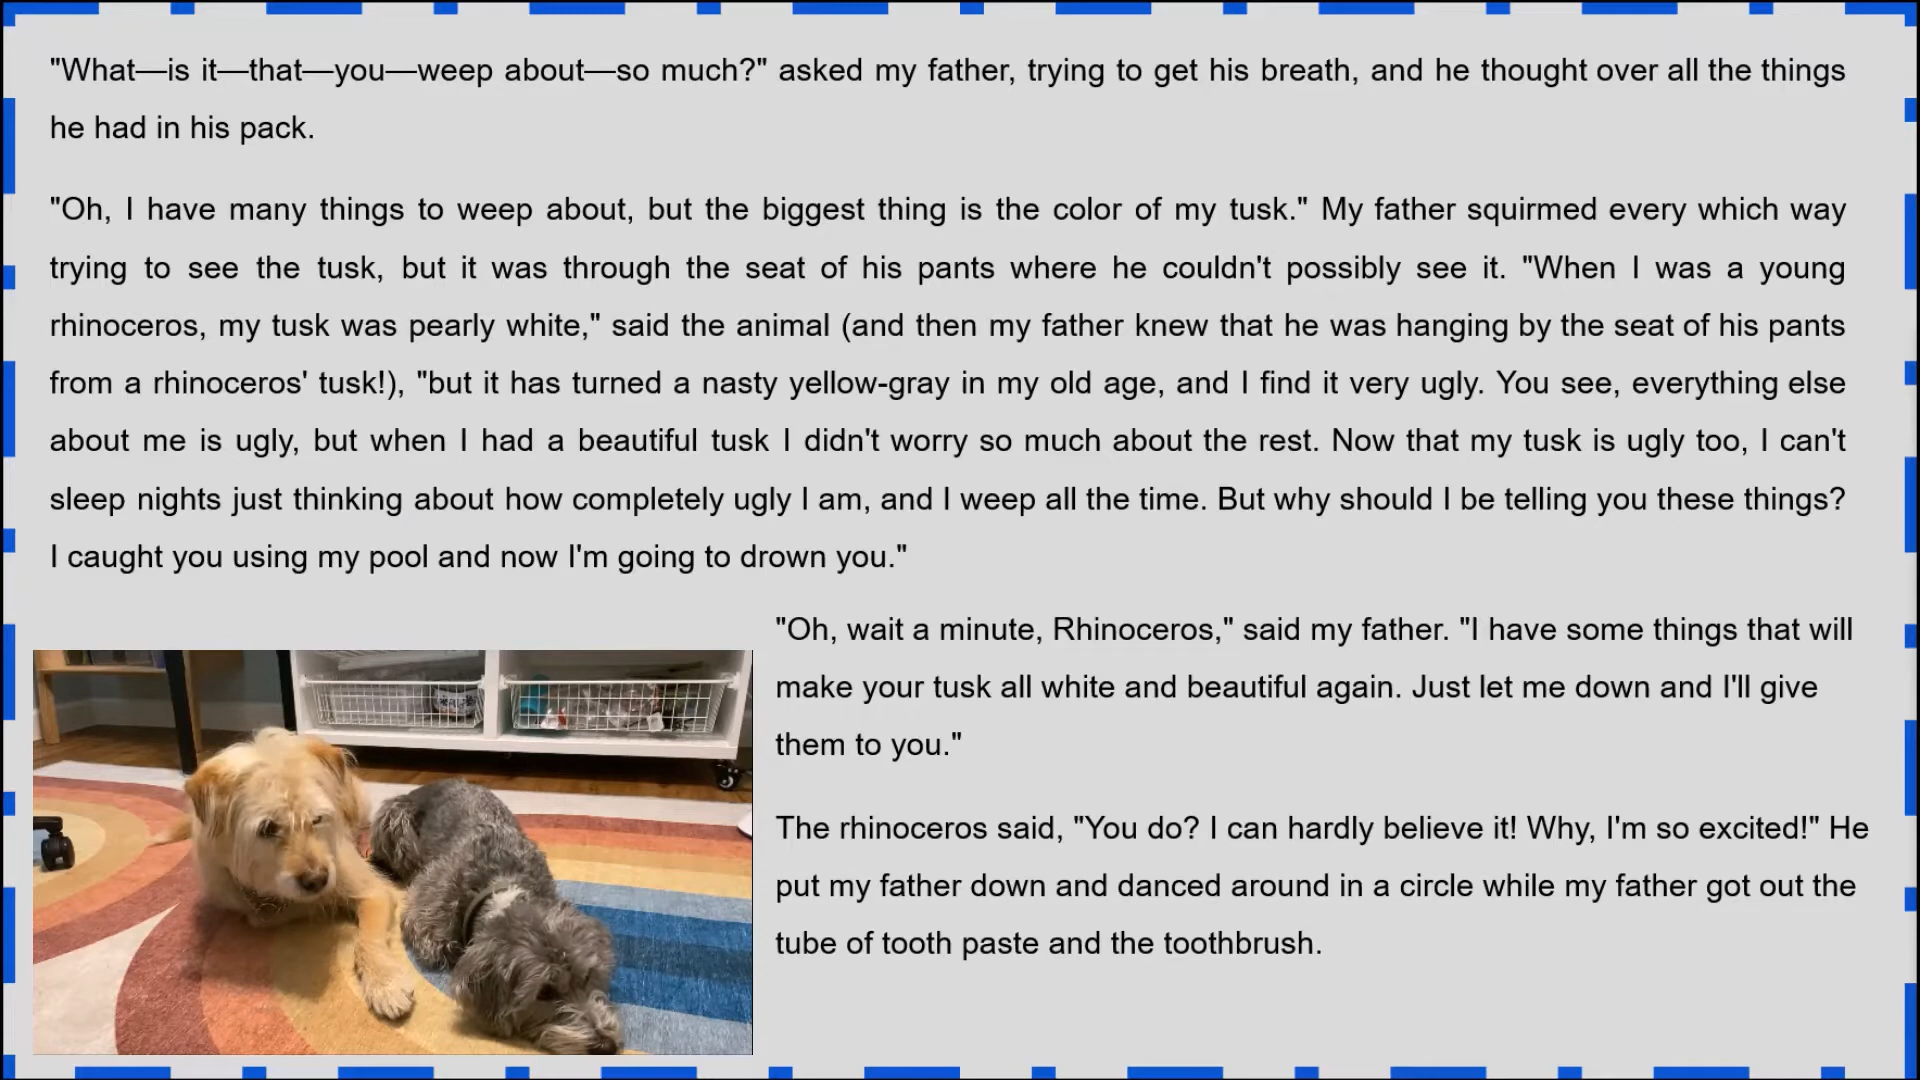 "What—is it—that—you—weep about—so much?" asked my father, trying to get his breath, and he thought over all the things
he had in his pack.
"Oh, I have many things to weep about, but the biggest thing is the color of my tusk." My father squirmed every which way
trying to see the tusk, but it was through the seat of his pants where he couldn't possibly see it. "When I was a young
rhinoceros, my tusk was pearly white," said the animal (and then my father knew that he was hanging by the seat of his pants
from a rhinoceros' tusk!), "but it has turned a nasty yellow-gray in my old age, and I find it very ugly. You see, everything else
about me is ugly, but when I had a beautiful tusk I didn't worry so much about the rest. Now that my tusk is ugly too, I can't
sleep nights just thinking about how completely ugly I am, and I weep all the time. But why should I be telling you these things?
I caught you using my pool and now I'm going to drown you."
"Oh, wait a minute, Rhinoceros," said my father. "I have some things that will
make your tusk all white and beautiful again. Just let me down and I'll give
them to you."
The rhinoceros said, "You do? I can hardly believe it! Why, I'm so excited!" He
put my father down and danced around in a circle while my father got out the
tube of tooth paste and the toothbrush.